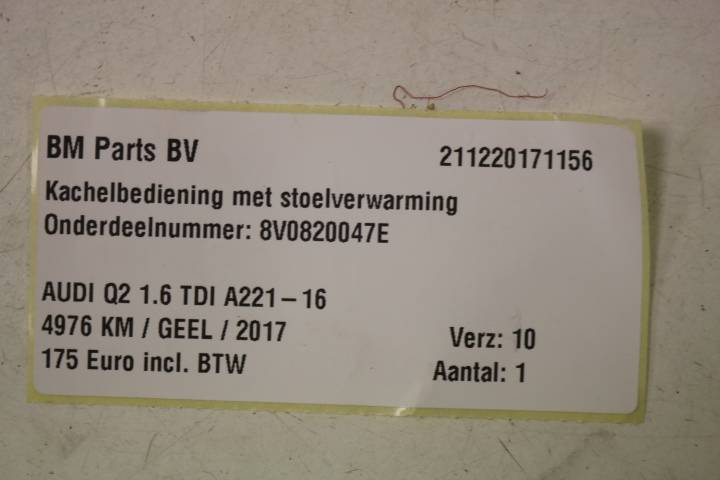 BM Parts BV 211220171156
Kachelbediening met stoelverwarming
Onderdeelnummer: 8V0820047E
AUDI Q2 1.6 TDI A221-16
4976 KM / GEEL / 2017 Verz: 10
175 Euro incl. BTW Aantal: 1